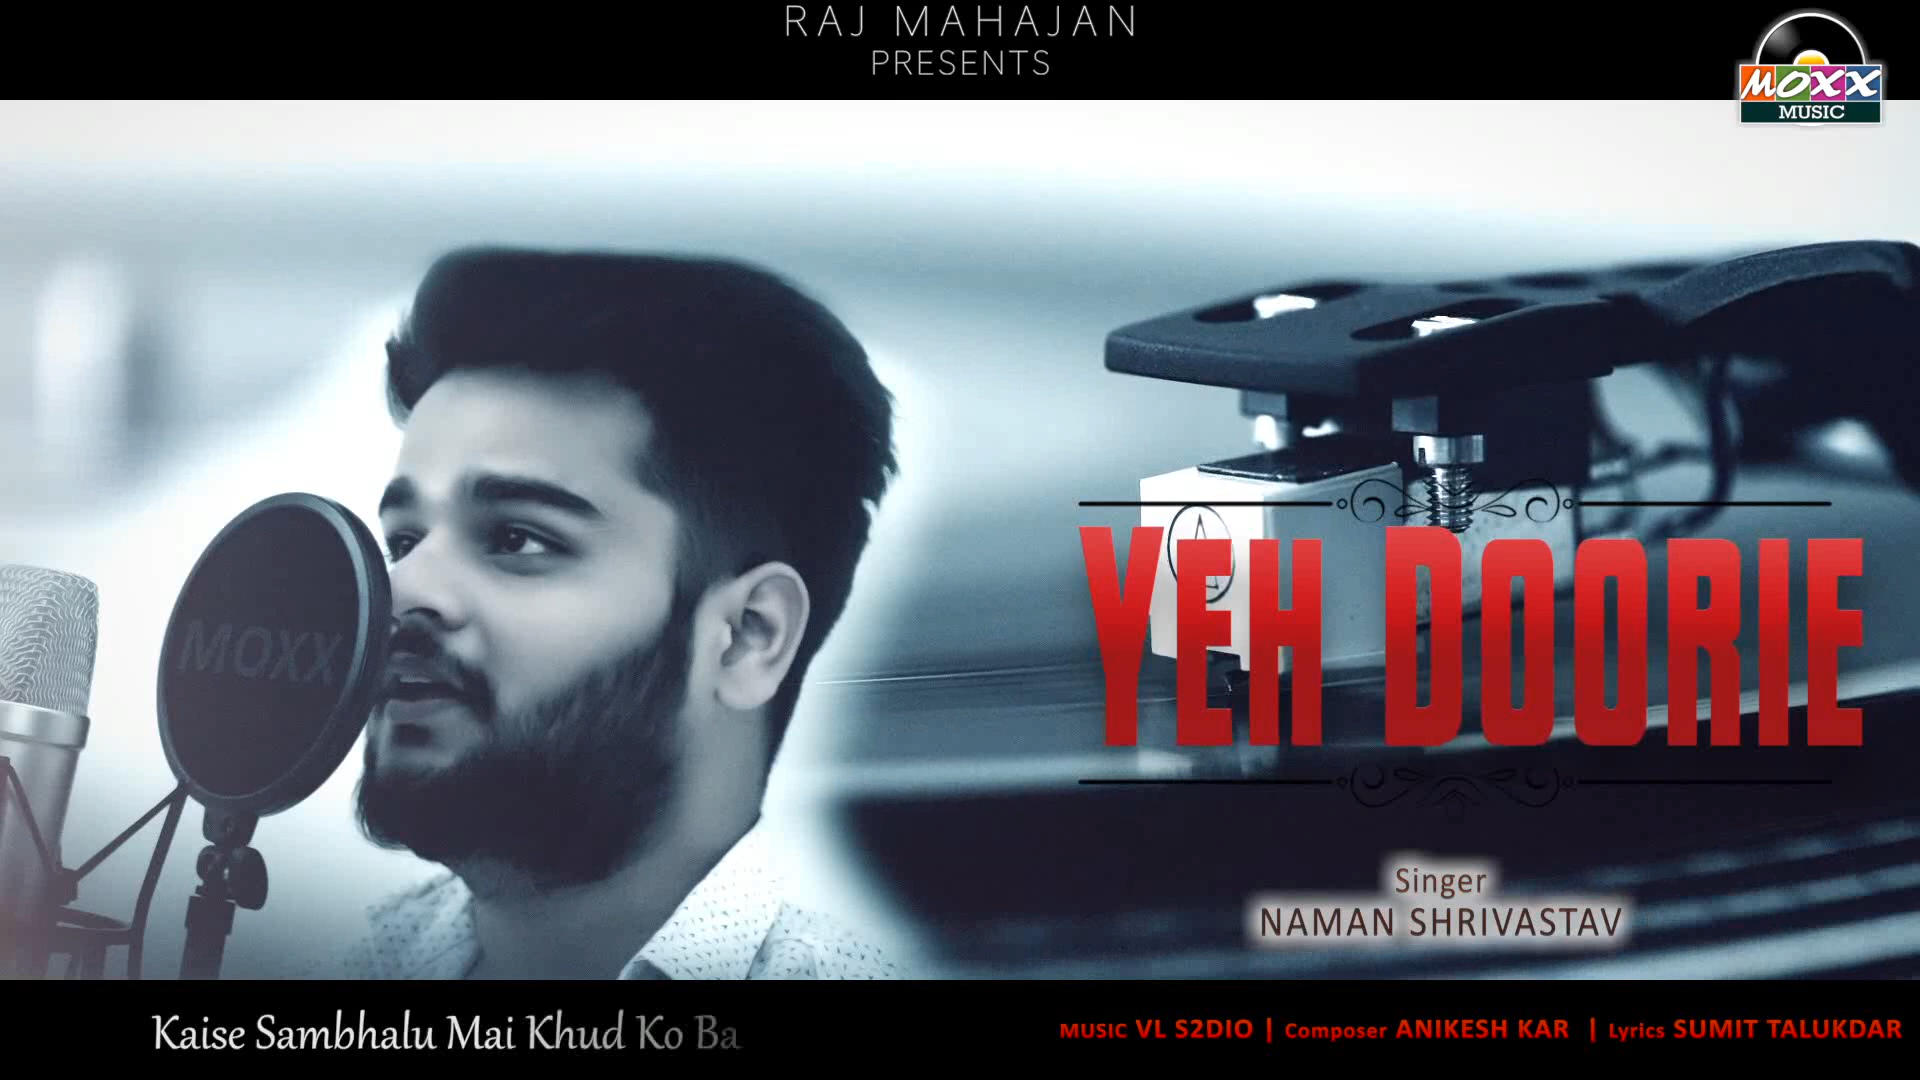 RAJ MAHAJAN
PRESENTS
MOXX
MUSIC
MOXX
YEH DOORIE
Singer
NAMAN SHRIVASTAV
Kaise Sambhalu Mai Khud Ko Ba
MUSIC VL S2DIO | Composer ANIKESH KAR | Lyrics SUMIT TALUKDAR